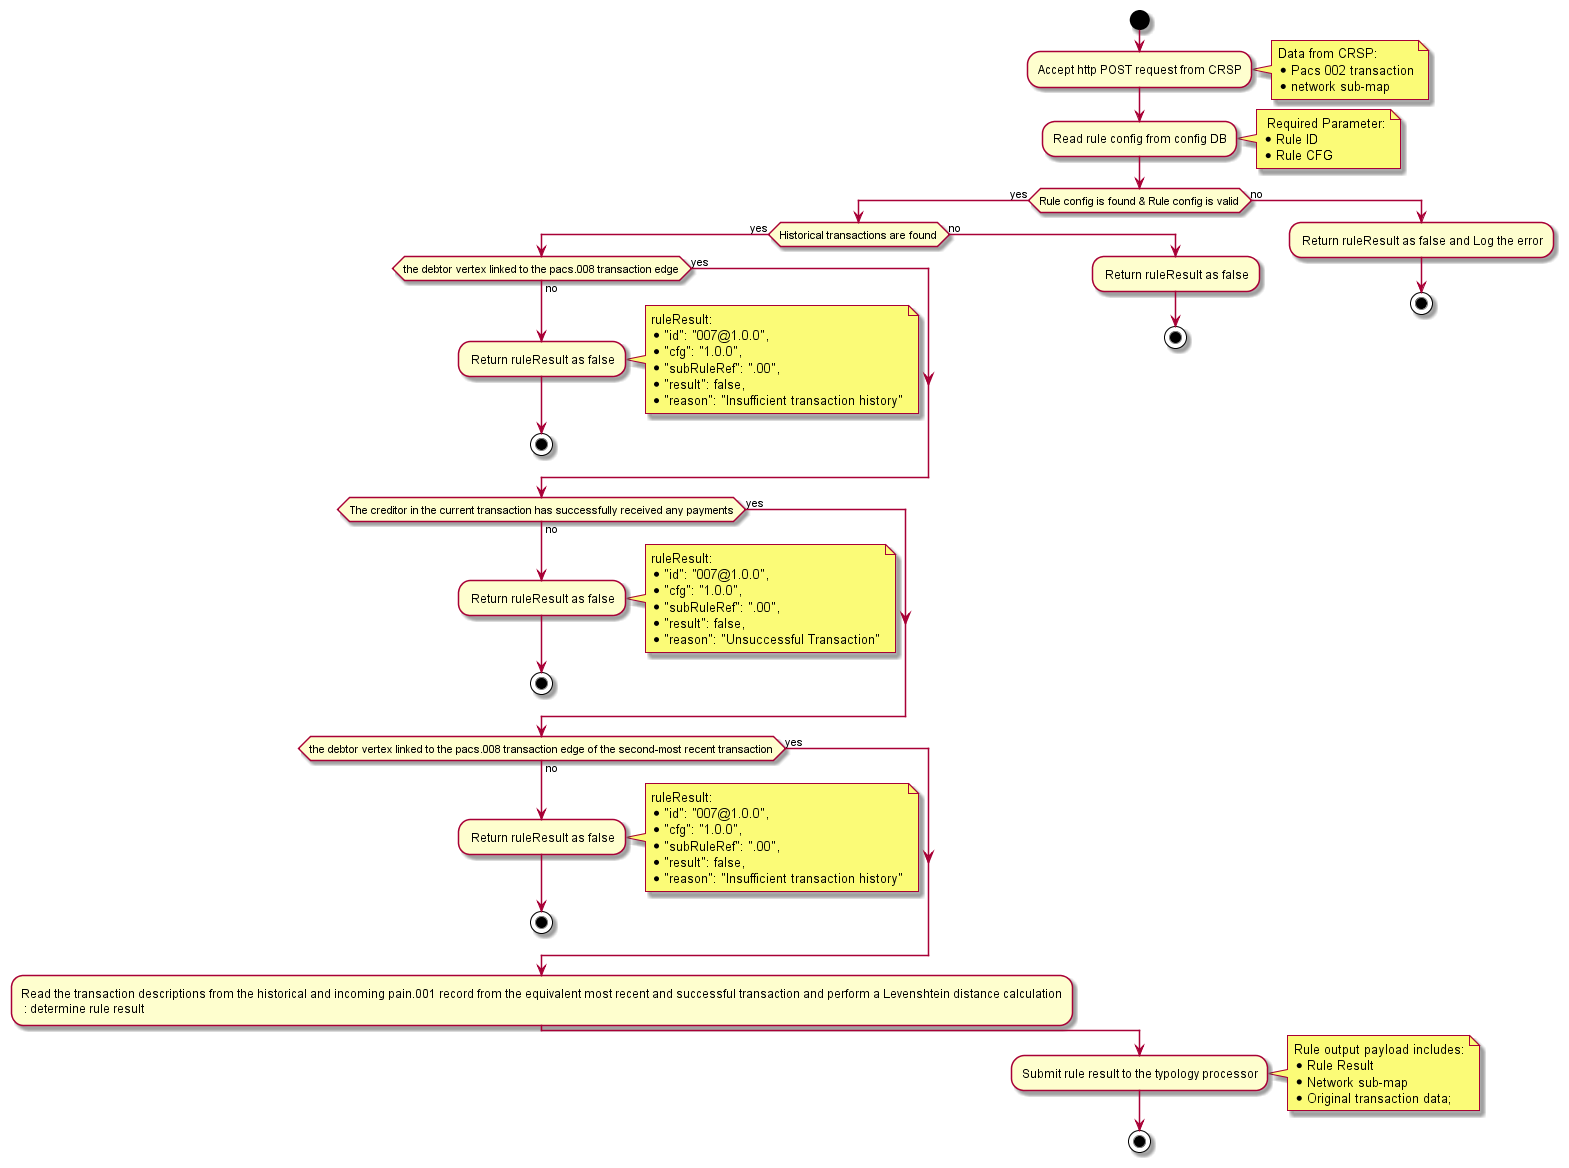 Accept http POST request from CRSP
Data from CRSP:
• Pacs 002 transaction
• network sub-map
Read rule config from config DB
Required Parameter:
• Rule ID
• Rule CFG
yes
Rule config is found & Rule config is valid
no
yes
Historical transactions are found
no
Return ruleResult as false and Log the error
the debtor vertex linked to the pacs.008 transaction edge
yes
Return ruleResult as false
no
Return ruleResult as false
ruleResult:
• "id": "007@1.0.0",
• "cfg": "1.0.0",
• "subRuleRef": ".00",
• "result": false,
• "reason": "Insufficient transaction history"
The creditor in the current transaction has successfully received any payments
yes
no
Return ruleResult as false
ruleResult:
• "id": "007@1.0.0",
• "cfg": "1.0.0",
• "subRuleRef": ".00",
• "result": false,
• "reason": "Unsuccessful Transaction"
the debtor vertex linked to the pacs.008 transaction edge of the second-most recent transaction
yes
no
Return ruleResult as false
ruleResult:
• "id": "007@1.0.0",
• "cfg": "1.0.0",
• "subRuleRef": ".00",
• "result": false,
• "reason": "Insufficient transaction history"
Read the transaction descriptions from the historical and incoming pain.001 record from the equivalent most recent and successful transaction and perform a Levenshtein distance calculation
: determine rule result
Submit rule result to the typology processor
Rule output payload includes:
• Rule Result
• Network sub-map
• Original transaction data;